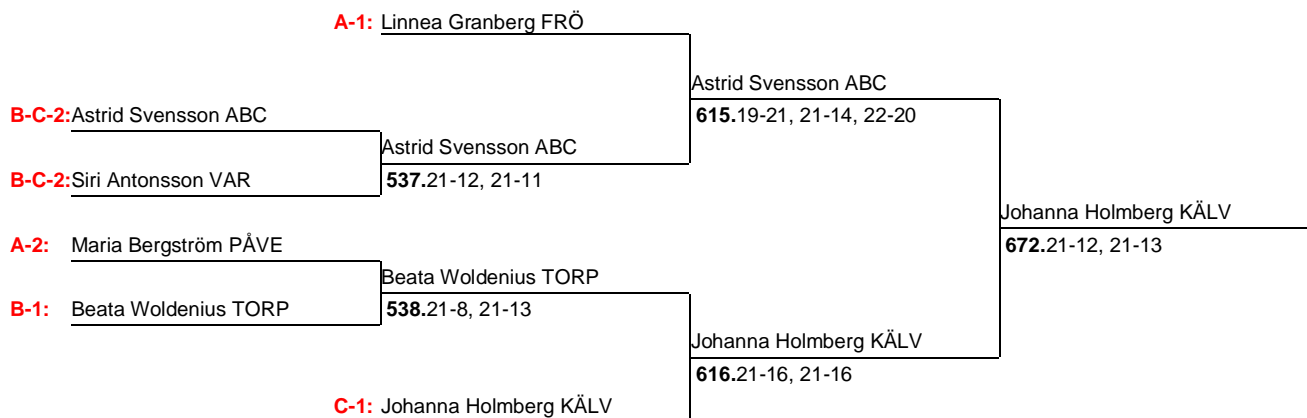 A-1: Linnea Granberg FRÖ
Astrid Svensson ABC
B-C-2: Astrid Svensson ABC
615. 19-21, 21-14, 22-20
Astrid Svensson ABC
B-C-2: Siri Antonsson VAR
537. 21-12, 21-11
Johanna Holmberg KÄLV
A-2: Maria Bergström PÅVE
672. 21-12, 21-13
Beata Woldenius TORP
B-1: Beata Woldenius TORP
538. 21-8, 21-13
Johanna Holmberg KÄLV
616. 21-16, 21-16
C-1: Johanna Holmberg KÄLV